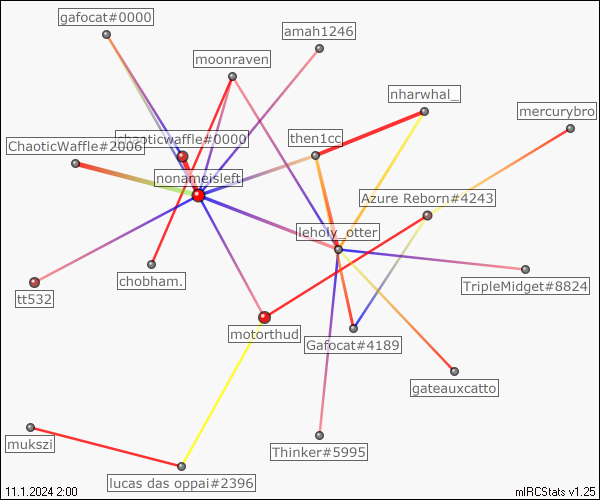 gafocat#0000
amah1246
moonraven
nharwhal_
mercurybro
chaoticwaffle#0000
then1cc
ChaoticWaffle#2006
nonameisleft
Azure Reborn#4243
leholy_otter
chobham.
TripleMidget#8824
tt532
motorthud
Gafocat#4189
gateauxcatto
mukszi
Thinker#5995
lucas das oppai#2396
11.1.2024 2:00
mIRCStats v1.25